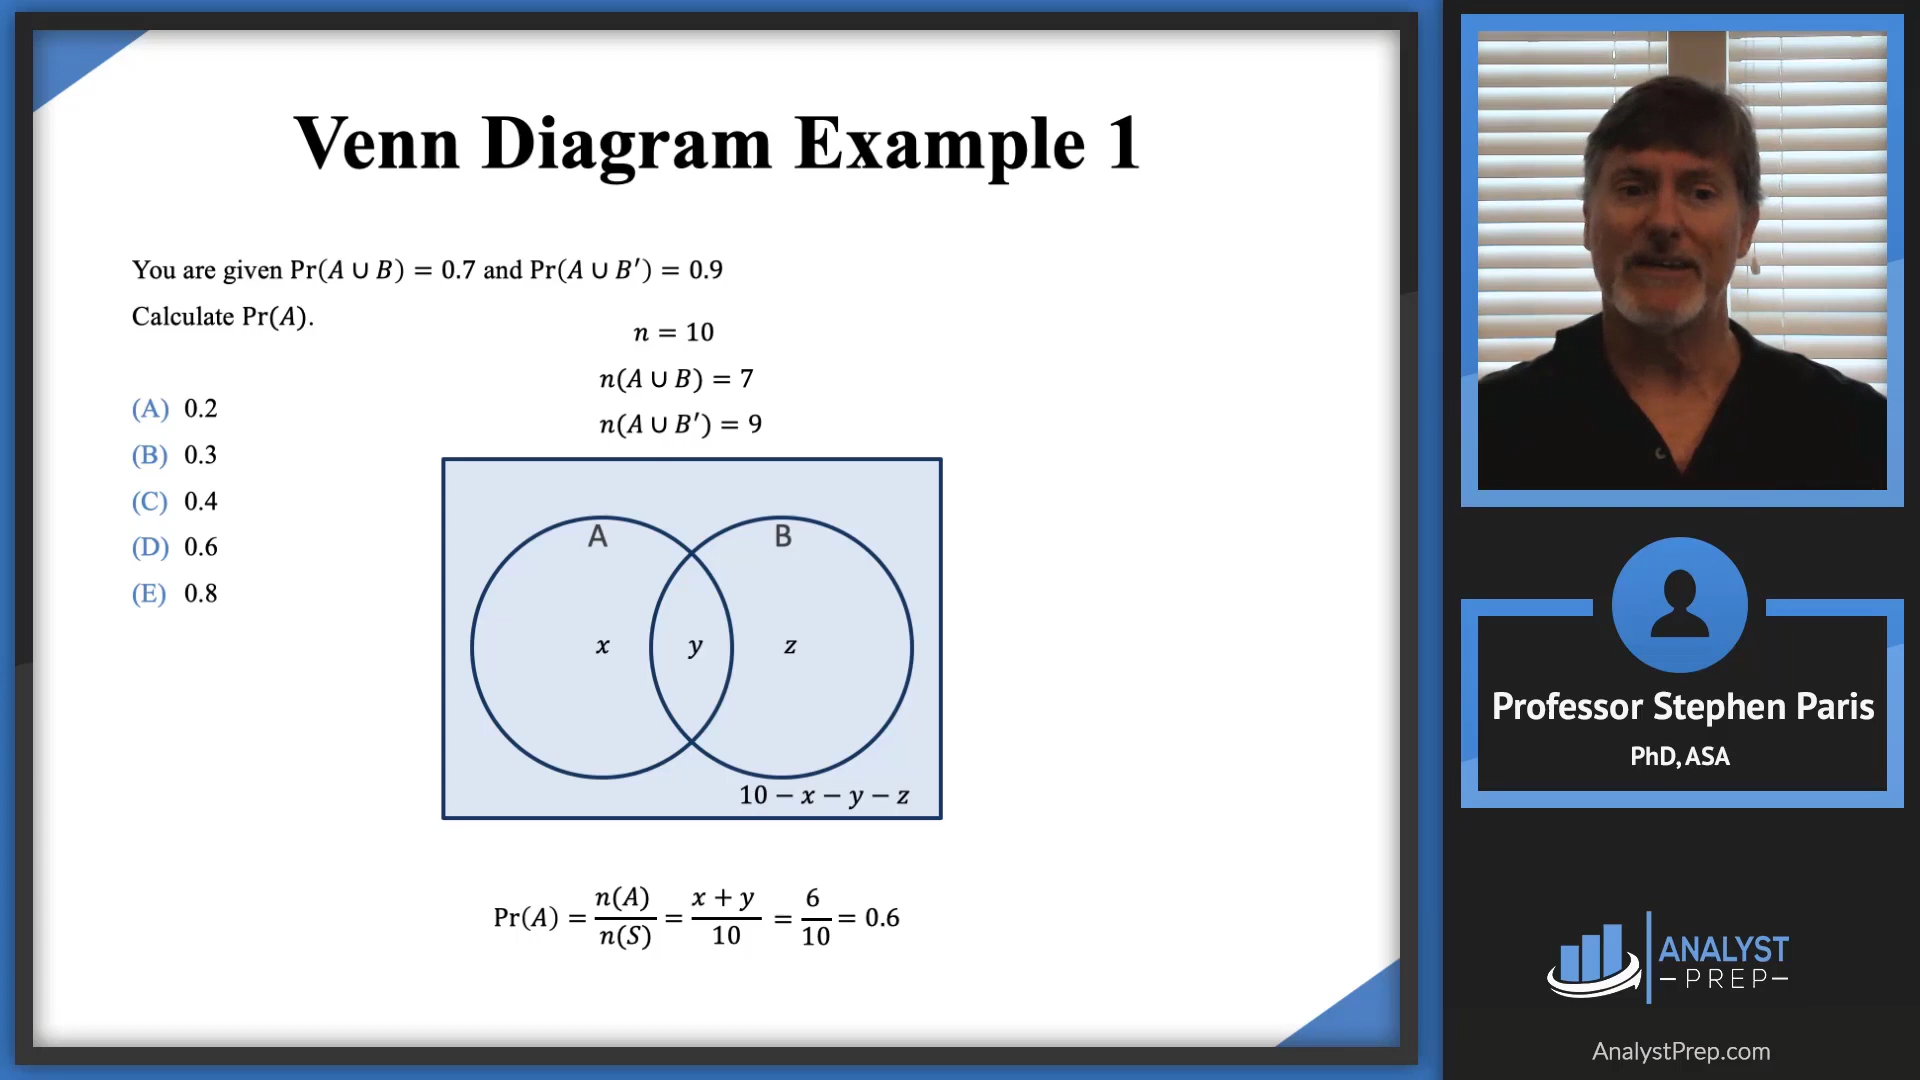 Venn Diagram Example 1
You are given Pr(A ∪ B) = 0.7 and Pr(A ∪ B′) = 0.9
Calculate Pr(A).
n = 10
n(A ∪ B) = 7
n(A ∪ B′) = 9
(A) 0.2
(B) 0.3
(C) 0.4
(D) 0.6
(E) 0.8
A B
x y z
10 − x − y − z
Pr(A) = n(A)/n(S) = x + y/10 = 6/10 = 0.6
Professor Stephen Paris
PhD, ASA
ANALYST
PREP
AnalystPrep.com